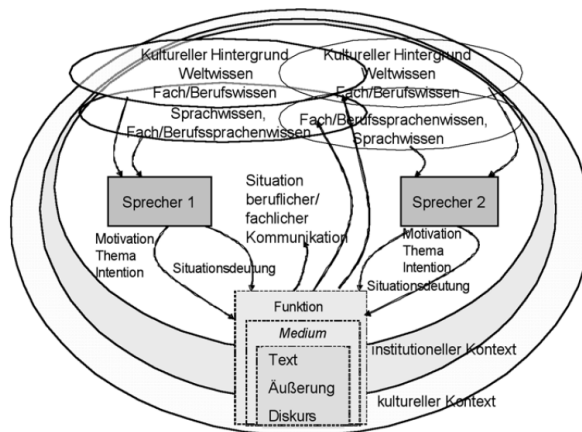 Kultureller Hintergrund
Weltwissen
Fach/Berufswissen
Sprachwissen,
Fach/Berufssprachenwissen
Kultureller Hintergrund
Weltwissen
Fach/Berufswissen
Fach/Berufssprachenwissen,
Sprachwissen
Sprecher 1
Situation
beruflicher/
fachlicher
Kommunikation
Sprecher 2
Motivation
Thema
Intention
Situationsdeutung
Motivation
Thema
Intention
Situationsdeutung
Funktion
Medium
Text
Äußerung
Diskurs
institutioneller Kontext
kultureller Kontext